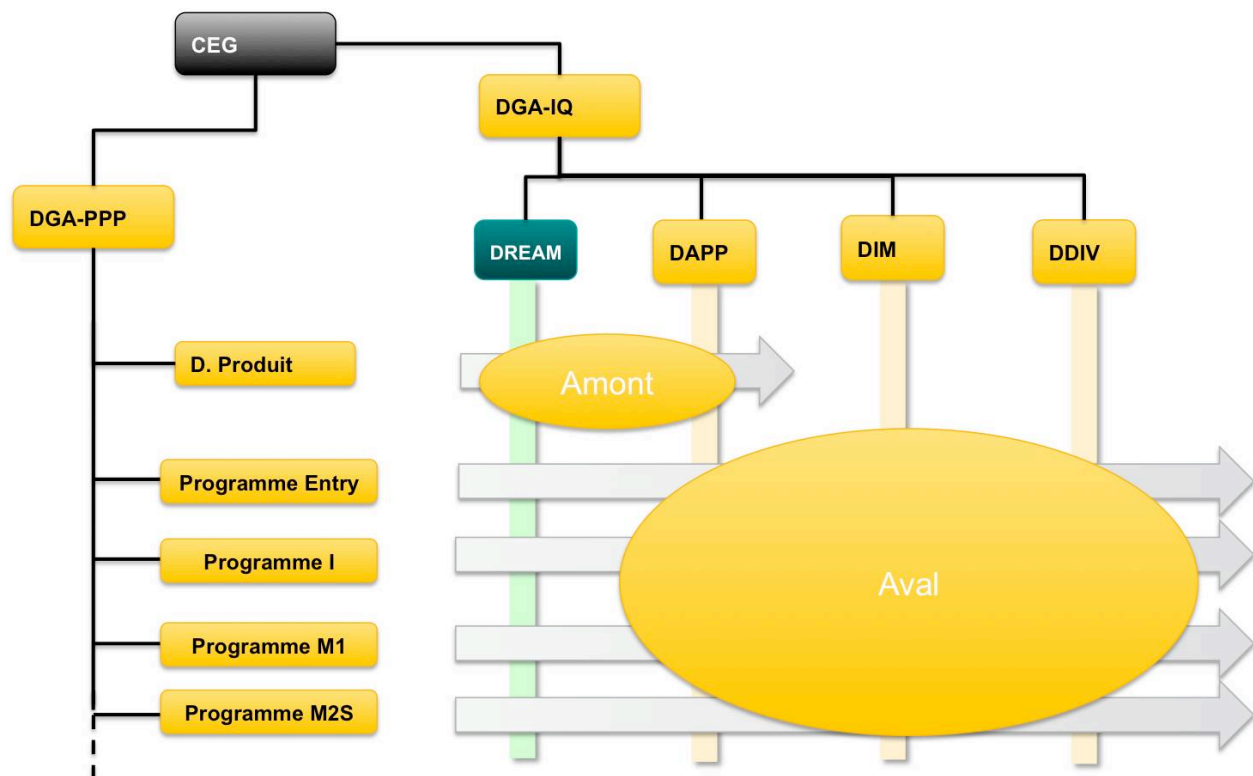 CEG
DGA-IQ
DGA-PPP
DREAM
DAPP
DIM
DDIV
D. Produit
Amont
Programme Entry
Programme I
Aval
Programme M1
Programme M2S